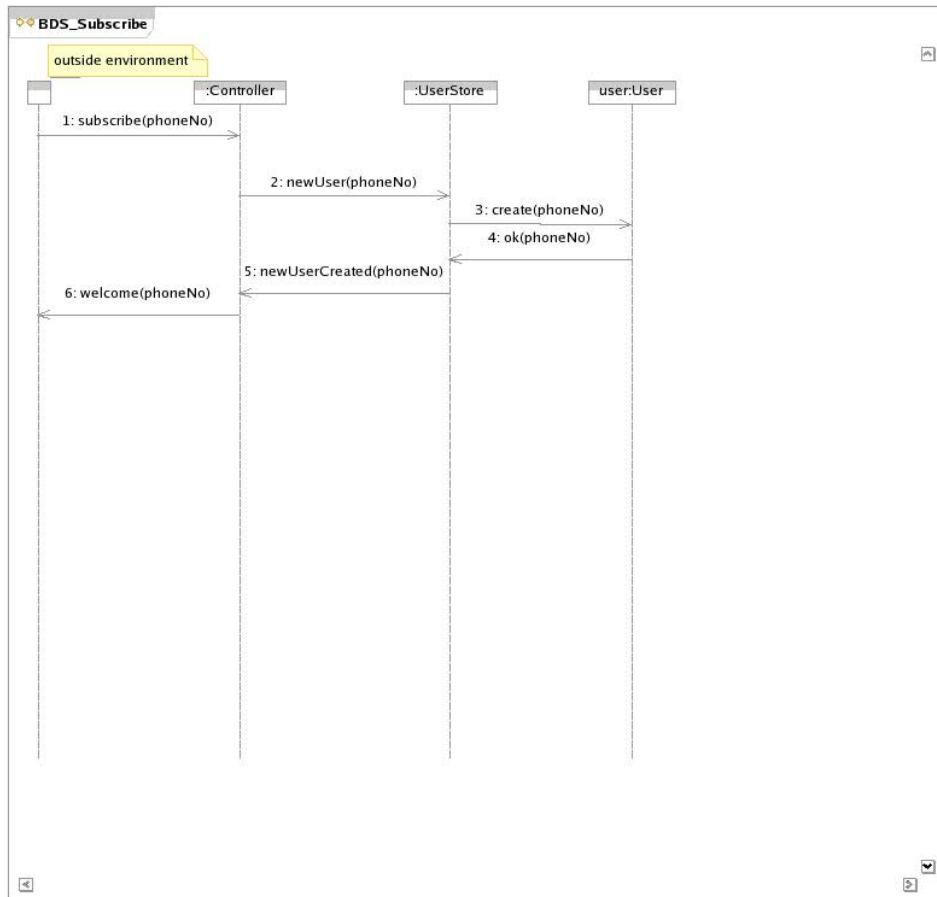 BDS_Subscribe
outside environment
:Controller
:UserStore
user:User
1: subscribe(phoneNo)
2: newUser(phoneNo)
3: create(phoneNo)
4: ok(phoneNo)
5: newUserCreated(phoneNo)
6: welcome(phoneNo)